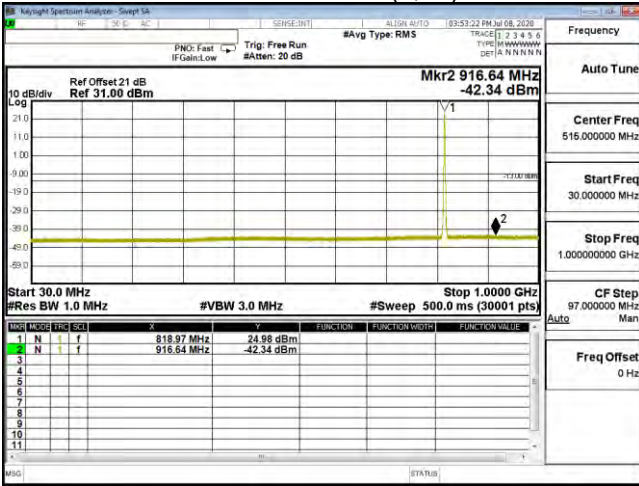 Keysight Spectrum Analyzer - Swept SA
RF 50 Ω AC SENSE:INT ALIGN AUTO 03:53:22 PM Jul 08, 2020
#Avg Type: RMS TRACE 1 2 3 4 5 6
PNO: Fast Trig: Free Run TYPE M WWWWW
IFGain:Low #Atten: 20 dB DET A N N N N N
Mkr2 916.64 MHz
-42.34 dBm
Ref Offset 21 dB
10 dB/div Ref 31.00 dBm
Log
21.0
11.0
1.00
-9.00
-13.00 dBm
-19.0
-29.0
-39.0
-49.0
-59.0
1
2
Start 30.0 MHz Stop 1.0000 GHz
#Res BW 1.0 MHz #VBW 3.0 MHz #Sweep 500.0 ms (30001 pts)
MKR MODE TRC SCL X Y FUNCTION FUNCTION WIDTH FUNCTION VALUE
1 N 1 f 818.97 MHz 24.98 dBm
2 N 1 f 916.64 MHz -42.34 dBm
3
4
5
6
7
8
9
10
11
MSG STATUS
Frequency
Auto Tune
Center Freq
515.000000 MHz
Start Freq
30.000000 MHz
Stop Freq
1.000000000 GHz
CF Step
97.000000 MHz
Auto Man
Freq Offset
0 Hz